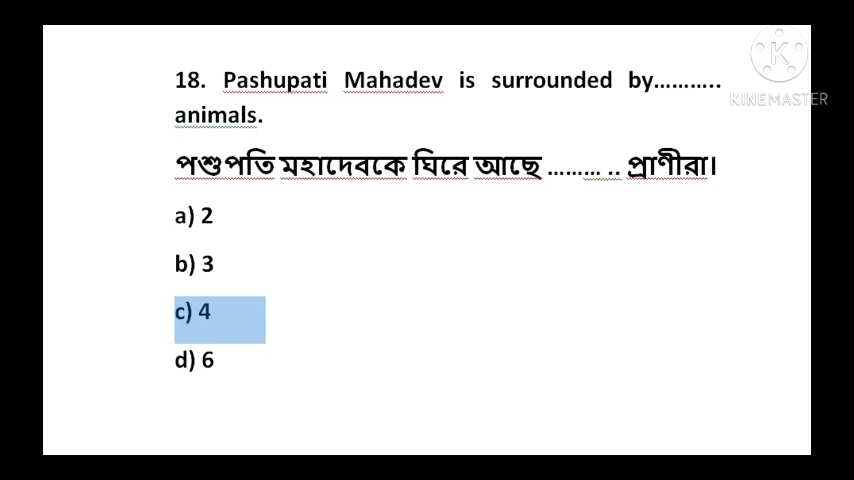 18. Pashupati Mahadev is surrounded by………..
animals.
পশুপতি মহাদেবকে ঘিরে আছে ……… .. প্রাণীরা।
a) 2
b) 3
c) 4
d) 6
KINEMASTER